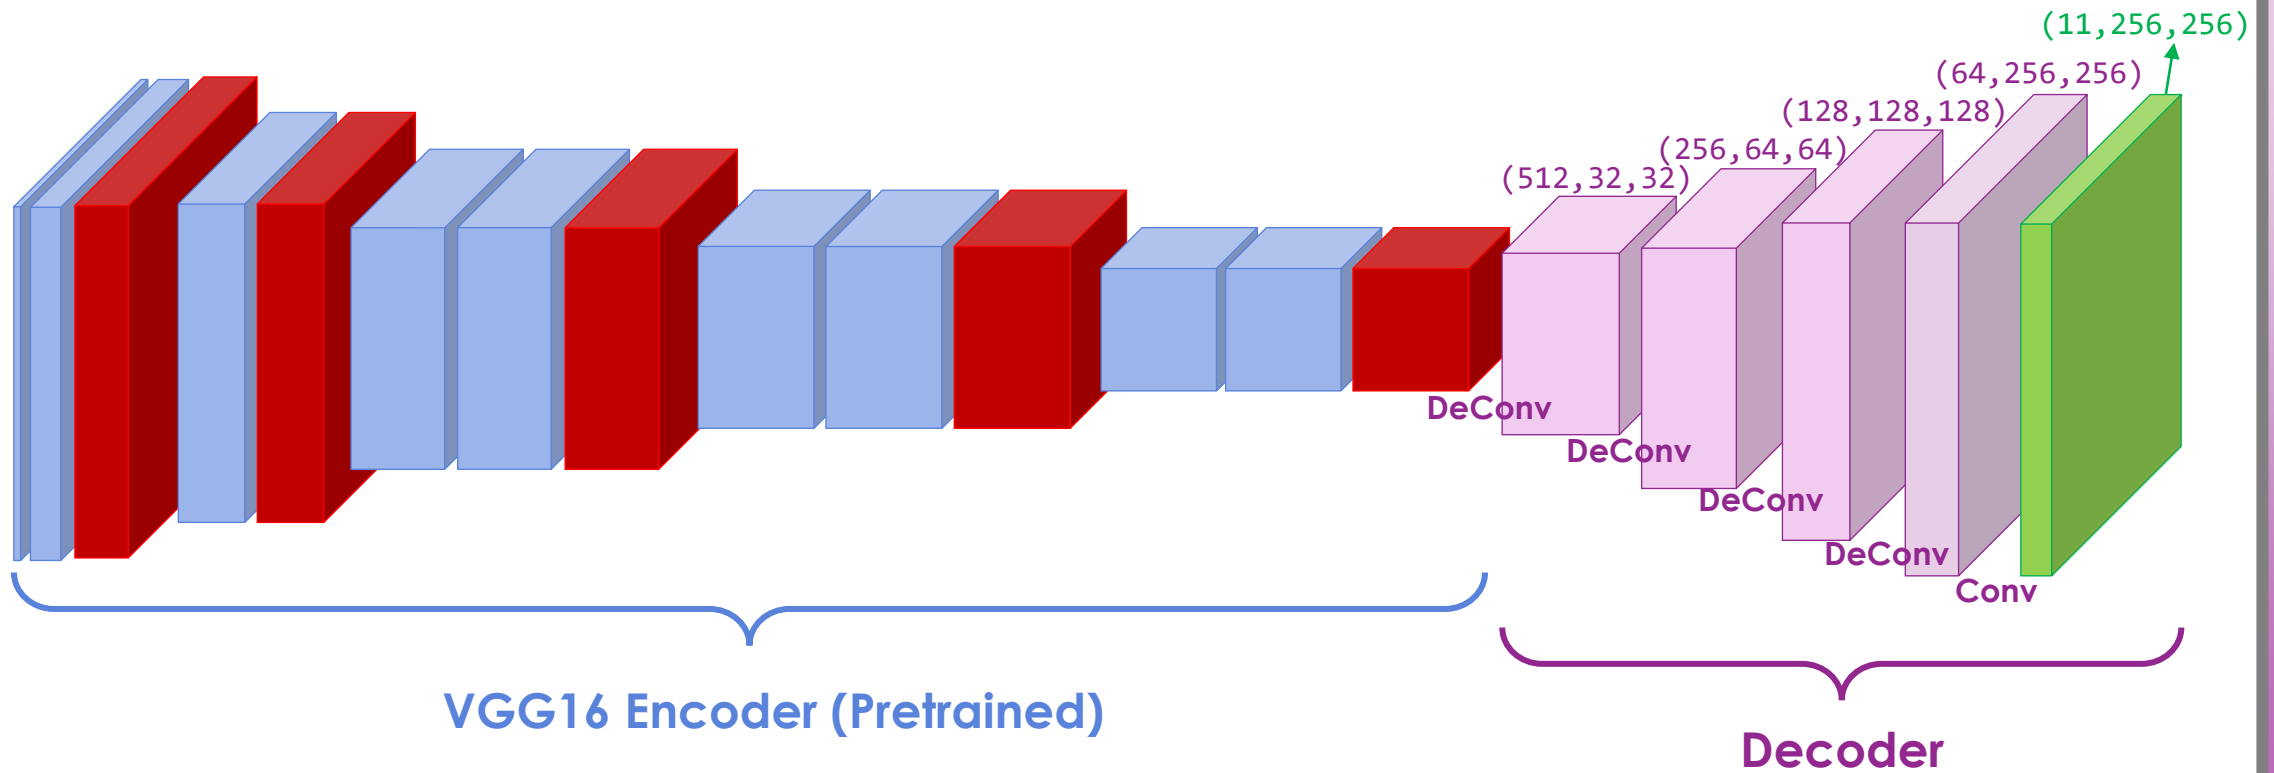 (11,256,256)
(64,256,256)
(128,128,128)
(256,64,64)
(512,32,32)
DeConv
DeConv
DeConv
DeConv
Conv
VGG16 Encoder (Pretrained)
Decoder